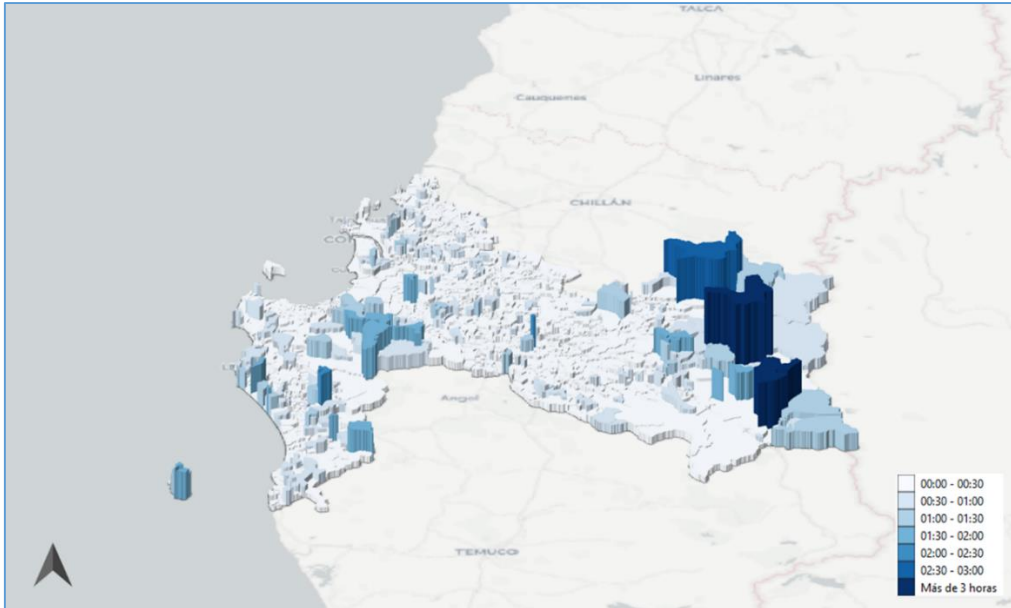 TALCA
Linares
Cauquenes
CHILLÁN
Angol
TEMUCO
00:00 - 00:30
00:30 - 01:00
01:00 - 01:30
01:30 - 02:00
02:00 - 02:30
02:30 - 03:00
Más de 3 horas